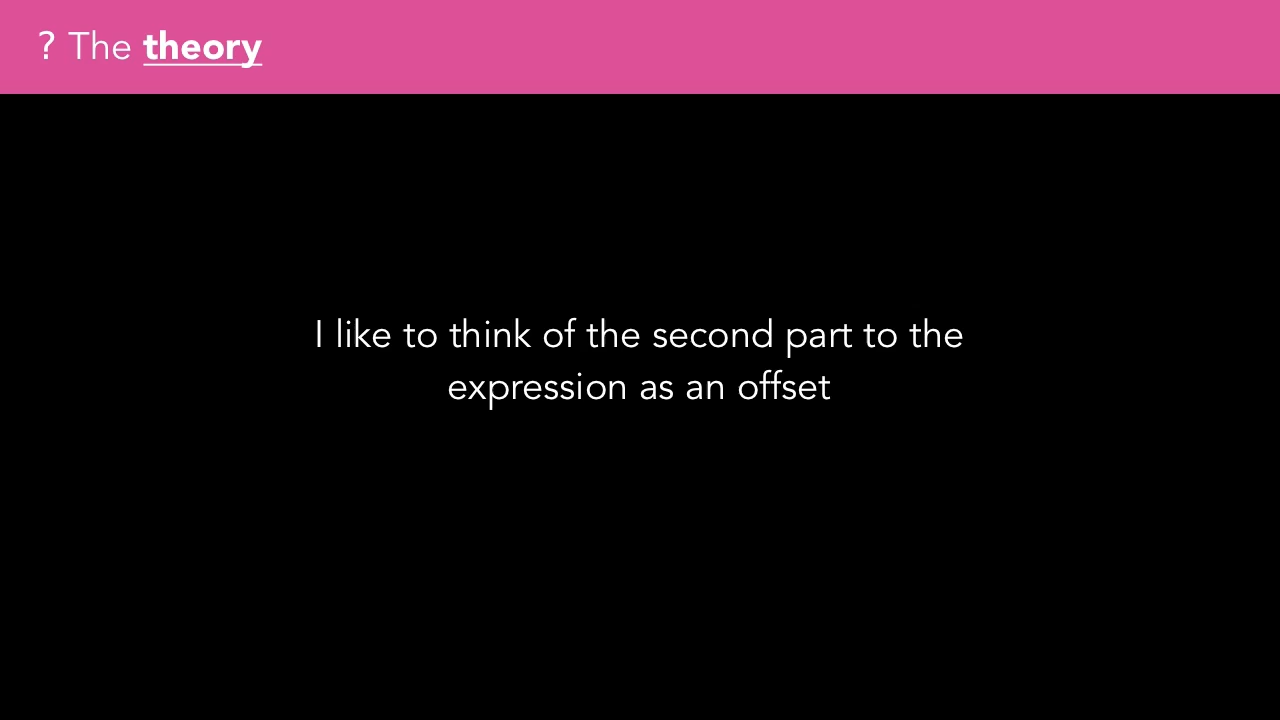 ? The theory
I like to think of the second part to the
expression as an offset